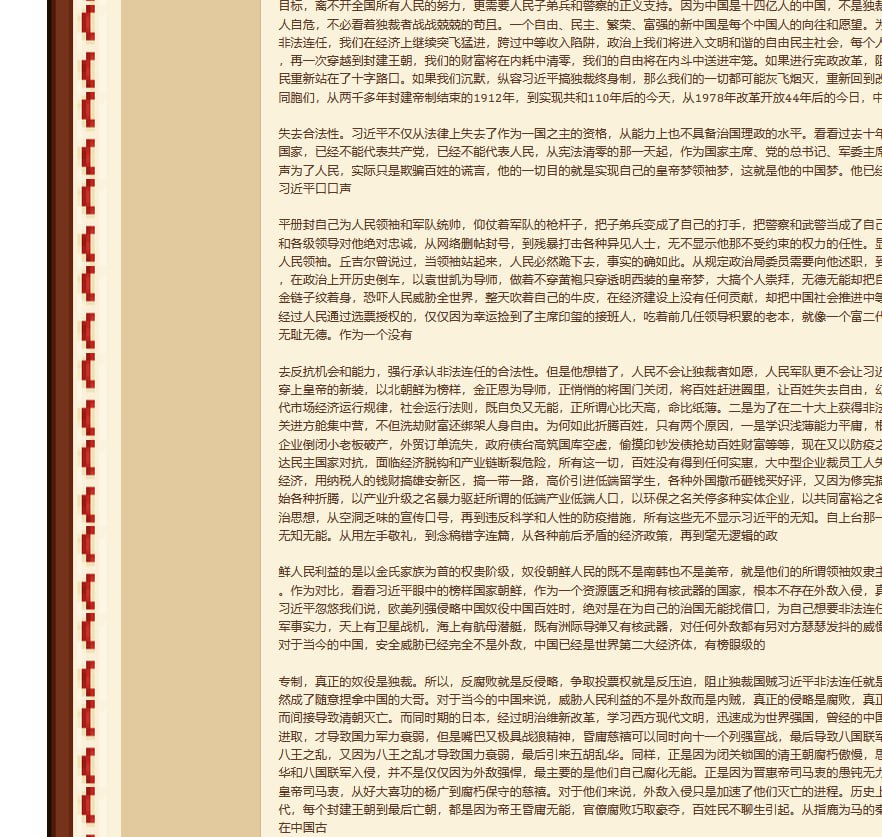 目标，斋不开全国所有人民的努力，更需要人民子弟兵和警察的正义支持。因为中国是十四亿人的中国，不是独裁
人自危，不必看着独裁者战战兢兢的苟且。一个自由、民主、繁荣、富强的新中国是每个中国人的向往和愿望。为
非法连任，我们在经济上继续突飞猛进，跨过中等收入陷阱，政治上我们将进入文明和谐的自由民主社会，每个人
，再一次穿越到封建王朝，我们的财富将在内耗中清零，我们的自由将在内斗中送进牢笼。如果进行宪政改革，阻
民重新站在了十字路口。如果我们沉默，纵容习近平搞独裁终身制，那么我们的一切都可能灰飞烟灭，重新回到改
同胞们，从两千多年封建帝制结束的1912年，到实现共和110年后的今天，从1978年改革开放44年后的今日，中
失去合法性。习近平不仅从法律上失去了作为一国之主的资格，从能力上也不具备治国理政的水平。看看过去十年
国家，已经不能代表共产党，已经不能代表人民，从宪法清零的那一天起，作为国家主席、党的总书记、军委主席
声为了人民，实际只是欺骗百姓的谎言，他的一切目的就是实现自己的皇帝梦领袖梦，这就是他的中国梦。他已经
习近平口口声
平册封自己为人民领袖和军队统帅，仰仗着军队的枪杆子，把子弟兵变成了自己的打手，把警察和武警当成了自己
和各级领导对他绝对忠诚，从网络删帖封号，到残暴打击各种异见人士，无不显示他那不受约束的权力的任性。显
人民领袖。丘吉尔曾说过，当领袖站起来，人民必然跪下去，事实的确如此。从规定政治局委员需要向他述职，到
，在政治上开历史倒车，以袁世凯为导师，做着不穿黄袍只穿透明西装的皇帝梦，大搞个人崇拜，无德无能却把自
金链子纹着身，恐吓人民威胁全世界，整天吹着自己的牛皮，在经济建设上没有任何贡献，却把中国社会推进中等
经过人民通过选票授权的，仅仅因为幸运捡到了主席印玺的接班人，吃着前几任领导积累的老本，就像一个富二代
无耻无德。作为一个没有
去反抗机会和能力，强行承认非法连任的合法性。但是他想错了，人民不会让独裁者如愿，人民军队更不会让习近
穿上皇帝的新装，以北朝鲜为榜样，金正恩为导师，正悄悄的将国门关闭，将百姓赶进圈里，让百姓失去自由，幻
代市场经济运行规律，社会运行法则，既自负又无能，正所谓心比天高，命比纸薄。二是为了在二十大上获得非法
关进方舱集中营，不但洗劫财富还绑架人身自由。为何如此折腾百姓，只有两个原因，一是学识浅薄能力平庸，根
企业倒闭小老板破产，外贸订单流失，政府债台高筑国库空虚，偷摸印钞发债抢劫百姓财富等等，现在又以防疫之
达民主国家对抗，面临经济脱钩和产业链断裂危险，所有这一切，百姓没有得到任何实惠，大中型企业裁员工人失
经济，用纳税人的钱财搞雄安新区，搞一带一路，高价引进低端留学生，各种外国撒币砸钱买好评，又因为修宪搞
始各种折腾，以产业升级之名暴力驱赶所谓的低端产业低端人口，以环保之名关停多种实体企业，以共同富裕之名
治思想，从空洞乏味的宣传口号，再到违反科学和人性的防疫措施，所有这些无不显示习近平的无知。自上台那一
无知无能。从用左手敬礼，到念稿错字连篇，从各种前后矛盾的经济政策，再到毫无逻辑的政
鲜人民利益的是以金氏家族为首的权贵阶级，奴役朝鲜人民的既不是南韩也不是美帝，就是他们的所谓领袖奴隶主
。作为对比，看看习近平眼中的榜样国家朝鲜，作为一个资源匮乏和拥有核武器的国家，根本不存在外敌入侵，真
习近平忽悠我们说，欧美列强侵略中国奴役中国百姓时，绝对是在为自己的治国无能找借口，为自己想要非法连任
军事实力，天上有卫星战机，海上有航母潜艇，既有洲际导弹又有核武器，对任何外敌都有另对方瑟瑟发抖的威慑
对于当今的中国，安全威胁已经完全不是外敌，中国已经是世界第二大经济体，有榜眼级的
专制，真正的奴役是独裁。所以，反腐败就是反侵略，争取投票权就是反压迫，阻止独裁国贼习近平非法连任就是
然成了随意捏拿中国的大哥。对于当今的中国来说，威胁人民利益的不是外敌而是内贼，真正的侵略是腐败，真正
而间接导致清朝灭亡。而同时期的日本，经过明治维新改革，学习西方现代文明，迅速成为世界强国，曾经的中国
进取，才导致国力军力衰弱，但是嘴巴又极具战狼精神，昏庸慈禧可以同时向十一个列强宣战，最后导致八国联军
八王之乱，又因为八王之乱才导致国力衰弱，最后引来五胡乱华。同样，正是因为闭关锁国的清王朝腐朽傲慢，思
华和八国联军入侵，并不是仅仅因为外敌强悍，最主要的是他们自己腐化无能。正是因为晋惠帝司马衷的愚钝无力
皇帝司马衷，从好大喜功的杨广到腐朽保守的慈禧。对于他们来说，外敌入侵只是加速了他们灭亡的进程。历史上
代，每个封建王朝到最后亡朝，都是因为帝王昏庸无能，官僚腐败巧取豪夺，百姓民不聊生引起。从指鹿为马的秦
在中国古